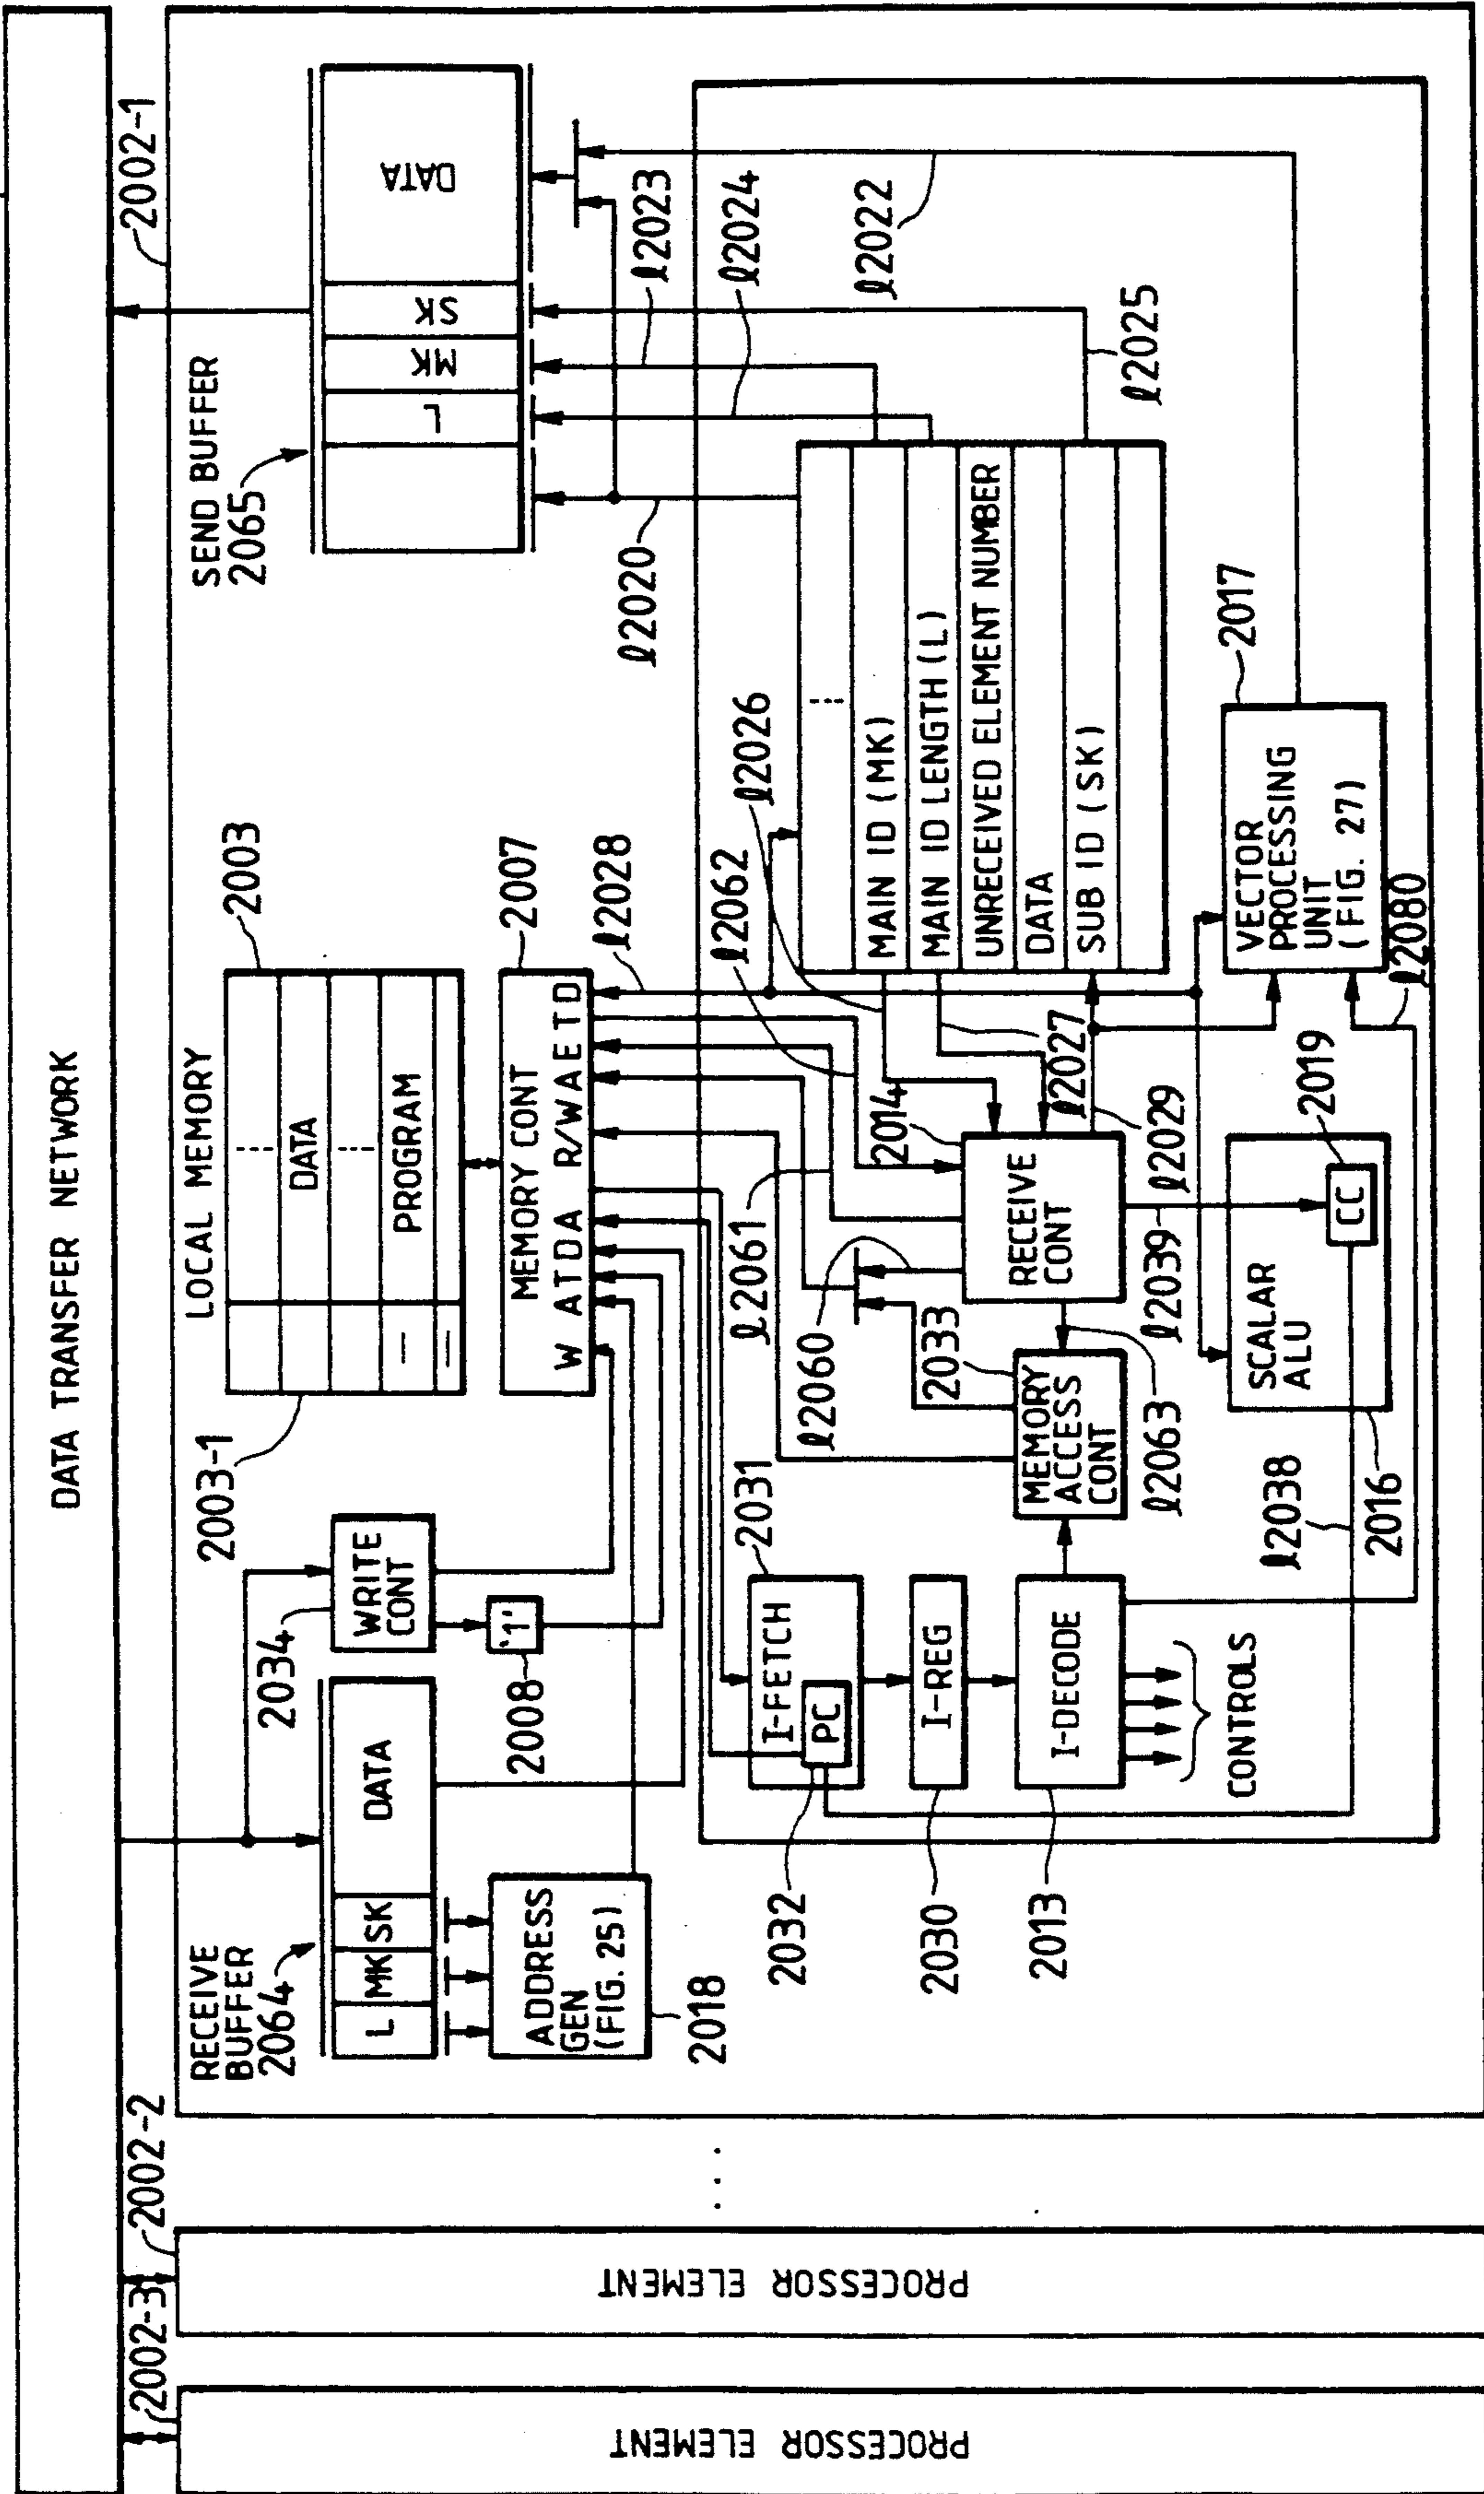 DATA TRANSFER NETWORK
2002-3
2002-2
2002-1
PROCESSOR ELEMENT
PROCESSOR ELEMENT
. . .
RECEIVE
BUFFER
2064
L
MK
SK
DATA
ADDRESS
GEN
(FIG. 25)
2018
2034
WRITE
CONT
'1'
2008
LOCAL MEMORY
2003-1
2003
DATA
PROGRAM
MEMORY CONT
W ATDA R/WAETD
2007
SEND BUFFER
2065
L
MK
SK
DATA
ℓ2020
ℓ2023
ℓ2024
ℓ2022
ℓ2025
ℓ2028
ℓ2062
ℓ2026
2031
I-FETCH
PC
2032
I-REG
2030
I-DECODE
2013
CONTROLS
ℓ2061
ℓ2060
2033
MEMORY
ACCESS
CONT
ℓ2063
2014
RECEIVE
CONT
ℓ2027
ℓ2029
ℓ2039
MAIN ID (MK)
MAIN ID LENGTH (L)
UNRECEIVED ELEMENT NUMBER
DATA
SUB ID (SK)
SCALAR
ALU
CC
2019
ℓ2038
2016
VECTOR
PROCESSING
UNIT
(FIG. 27)
2017
ℓ2080